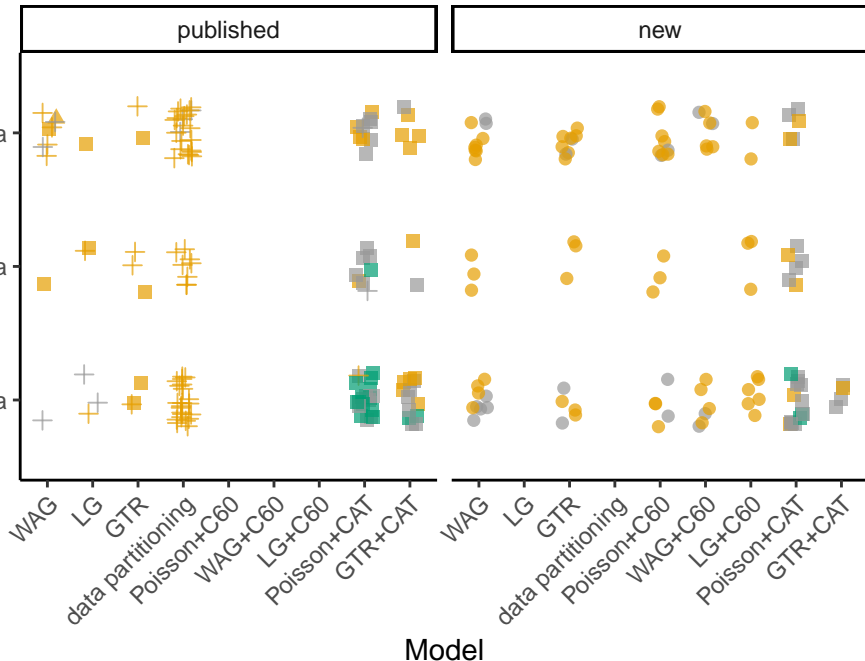 published
new
a
a
a
WAG
LG
GTR
data partitioning
Poisson+C60
WAG+C60
LG+C60
Poisson+CAT
GTR+CAT
WAG
LG
GTR
data partitioning
Poisson+C60
WAG+C60
LG+C60
Poisson+CAT
GTR+CAT
Model